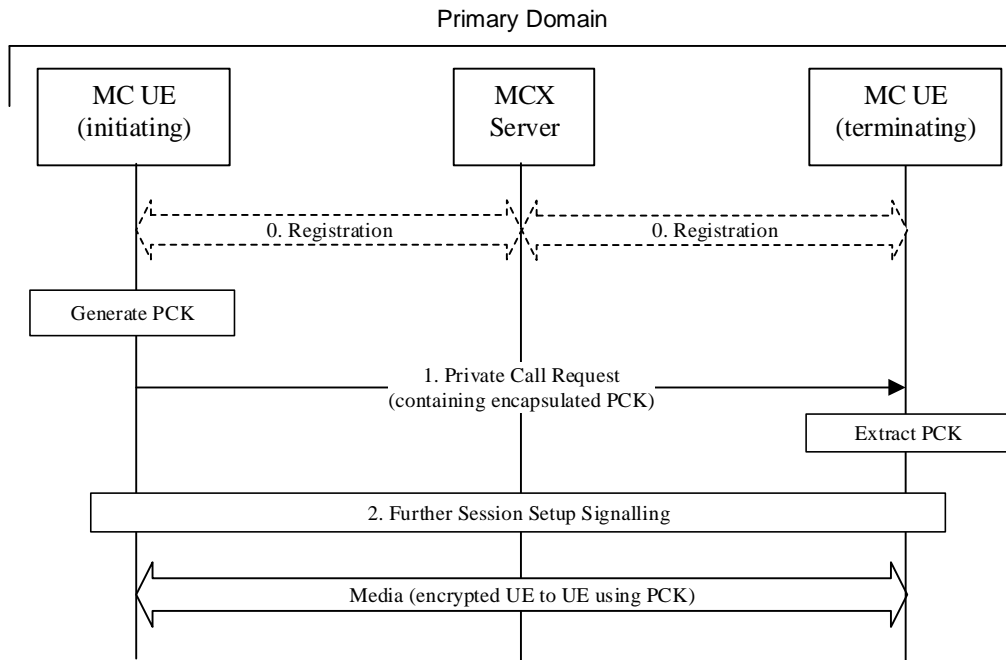 Primary Domain
MC UE
(initiating)
MCX
Server
MC UE
(terminating)
0. Registration
0. Registration
Generate PCK
1. Private Call Request
(containing encapsulated PCK)
Extract PCK
2. Further Session Setup Signalling
Media (encrypted UE to UE using PCK)